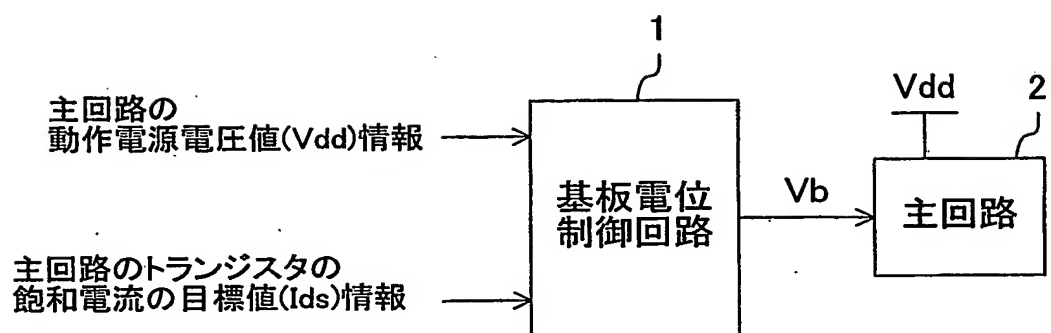 1
主回路の
動作電源電圧値(Vdd)情報
主回路のトランジスタの
飽和電流の目標値(Ids)情報
基板電位
制御回路
Vb
Vdd
2
主回路